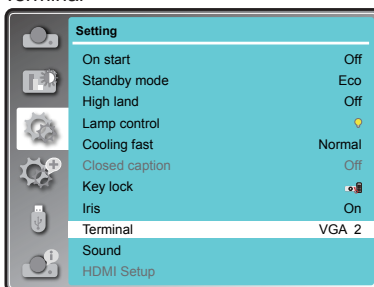 Terminal
Setting
On start Off
Standby mode Eco
High land Off
Lamp control
Cooling fast Normal
Closed caption Off
Key lock
Iris On
Terminal VGA 2
Sound
HDMI Setup